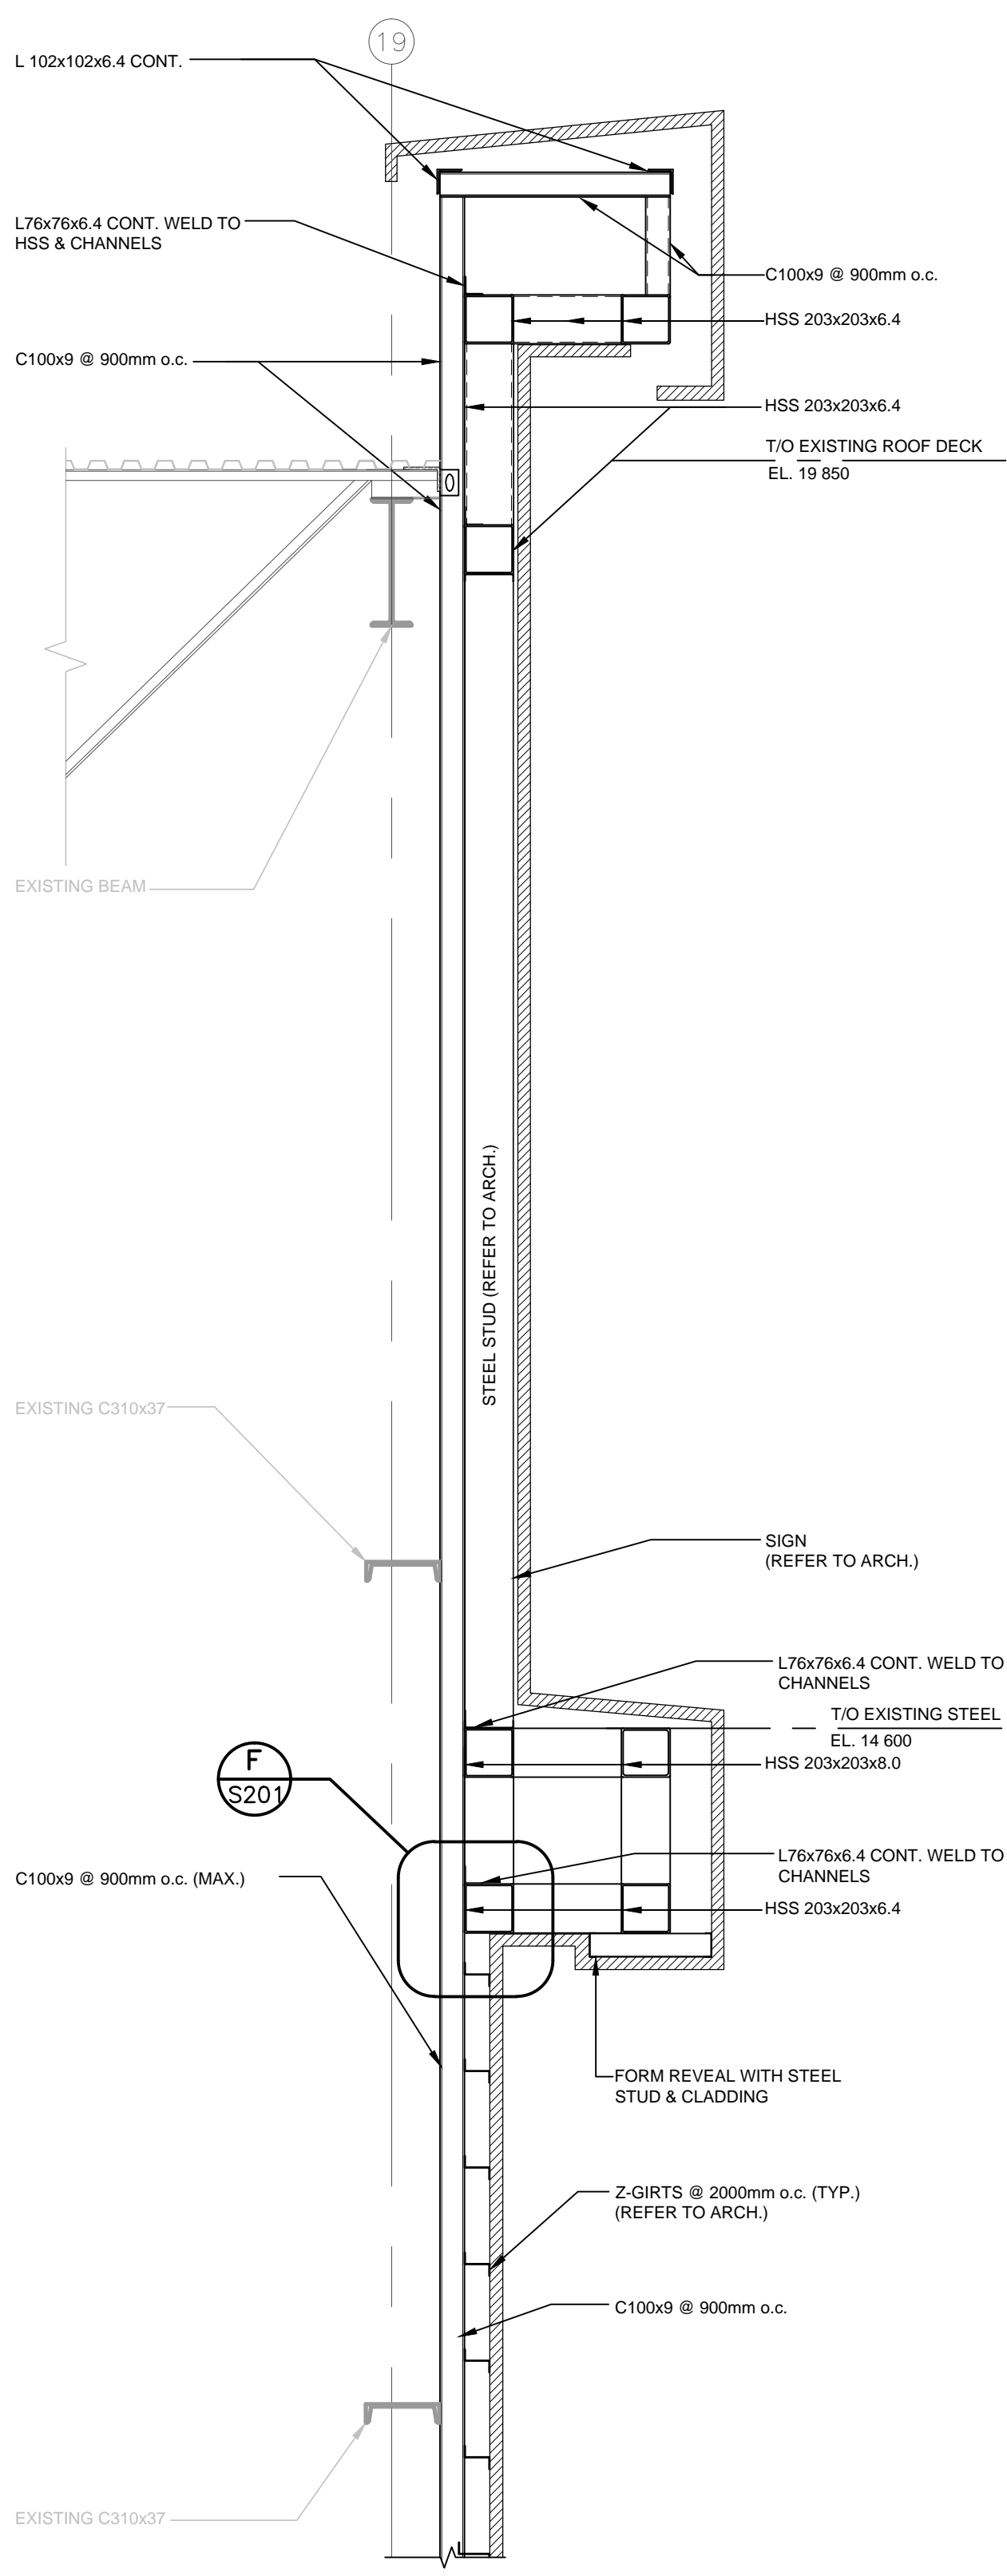 19
L 102x102x6.4 CONT.
L76x76x6.4 CONT. WELD TO
HSS & CHANNELS
C100x9 @ 900mm o.c.
HSS 203x203x6.4
C100x9 @ 900mm o.c.
HSS 203x203x6.4
T/O EXISTING ROOF DECK
EL. 19 850
EXISTING BEAM
STEEL STUD (REFER TO ARCH.)
EXISTING C310x37
SIGN
(REFER TO ARCH.)
L76x76x6.4 CONT. WELD TO
CHANNELS
T/O EXISTING STEEL
EL. 14 600
HSS 203x203x8.0
F
S201
L76x76x6.4 CONT. WELD TO
CHANNELS
C100x9 @ 900mm o.c. (MAX.)
HSS 203x203x6.4
FORM REVEAL WITH STEEL
STUD & CLADDING
Z-GIRTS @ 2000mm o.c. (TYP.)
(REFER TO ARCH.)
C100x9 @ 900mm o.c.
EXISTING C310x37